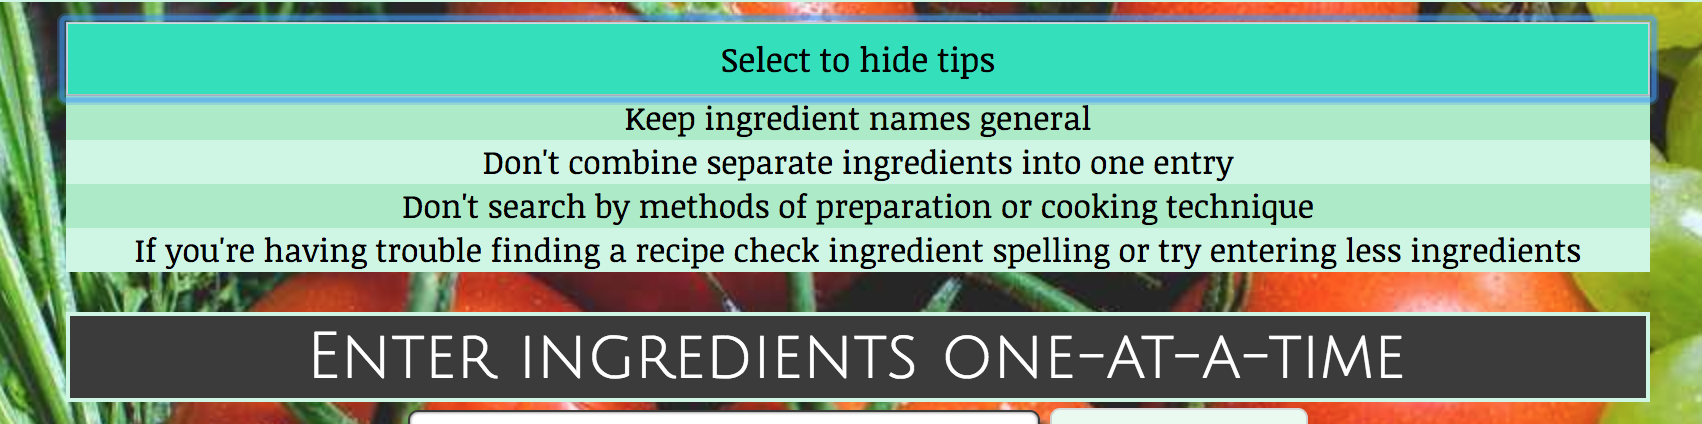 Select to hide tips
Keep ingredient names general
Don't combine separate ingredients into one entry
Don't search by methods of preparation or cooking technique
If you're having trouble finding a recipe check ingredient spelling or try entering less ingredients
Enter ingredients one-at-a-time